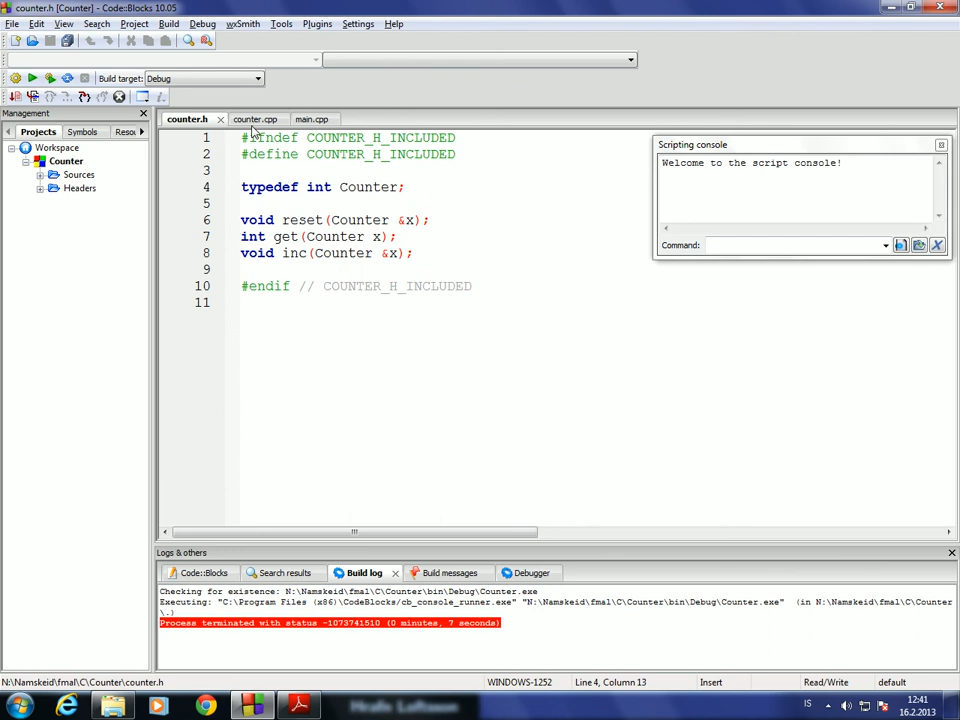 counter.h [Counter] - Code::Blocks 10.05
File Edit View Search Project Build Debug wxSmith Tools Plugins Settings Help
Build target: Debug
Management
Projects Symbols Resou
Workspace
Counter
Sources
Headers
counter.h counter.cpp main.cpp
1 #ifndef COUNTER_H_INCLUDED
2 #define COUNTER_H_INCLUDED
3
4 typedef int Counter;
5
6 void reset(Counter &x);
7 int get(Counter x);
8 void inc(Counter &x);
9
10 #endif // COUNTER_H_INCLUDED
11
Scripting console
Welcome to the script console!
Command:
Logs & others
Code::Blocks Search results Build log Build messages Debugger
Checking for existence: N:\Namskeid\fmal\C\Counter\bin\Debug\Counter.exe
Executing: "C:\Program Files (x86)\CodeBlocks/cb_console_runner.exe" "N:\Namskeid\fmal\C\Counter\bin\Debug\Counter.exe" (in N:\Namskeid\fmal\C\Counter
\.)
Process terminated with status -1073741510 (0 minutes, 7 seconds)
N:\Namskeid\fmal\C\Counter\counter.h WINDOWS-1252 Line 4, Column 13 Insert Read/Write default
Hrafn Loftsson
IS 12:41
16.2.2013